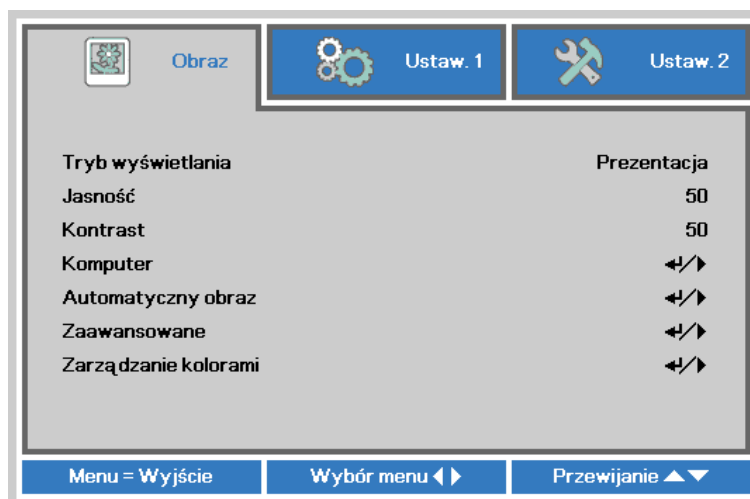 Obraz Ustaw. 1 Ustaw. 2
Tryb wyświetlania Prezentacja
Jasność 50
Kontrast 50
Komputer
Automatyczny obraz
Zaawansowane
Zarządzanie kolorami
Menu = Wyjście Wybór menu Przewijanie